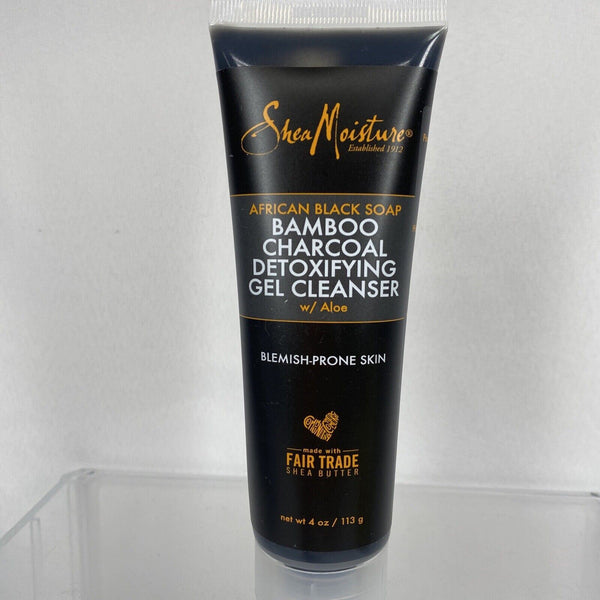 SheaMoisture®
Established 1912
AFRICAN BLACK SOAP
BAMBOO
CHARCOAL
DETOXIFYING
GEL CLEANSER
w/ Aloe
BLEMISH-PRONE SKIN
made with
FAIR TRADE
SHEA BUTTER
net wt 4 oz / 113 g